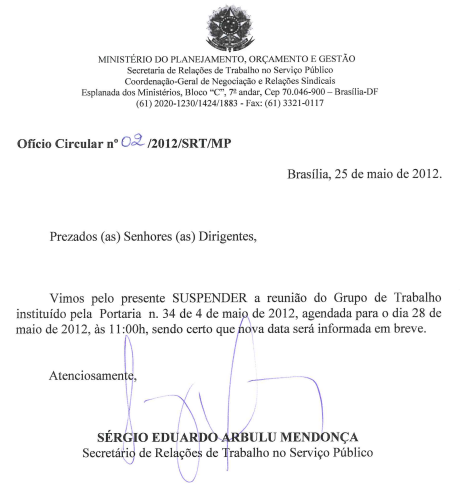 MINISTÉRIO DO PLANEJAMENTO, ORÇAMENTO E GESTÃO
Secretaria de Relações de Trabalho no Serviço Público
Coordenação-Geral de Negociação e Relações Sindicais
Esplanada dos Ministérios, Bloco “C”, 7º andar, Cep 70.046-900 – Brasília-DF
(61) 2020-1230/1424/1883 - Fax: (61) 3321-0117
Ofício Circular nº 02 /2012/SRT/MP
Brasília, 25 de maio de 2012.
Prezados (as) Senhores (as) Dirigentes,
Vimos pelo presente SUSPENDER a reunião do Grupo de Trabalho
instituído pela Portaria n. 34 de 4 de maio de 2012, agendada para o dia 28 de
maio de 2012, às 11:00h, sendo certo que nova data será informada em breve.
Atenciosamente,
SÉRGIO EDUARDO ARBULU MENDONÇA
Secretário de Relações de Trabalho no Serviço Público